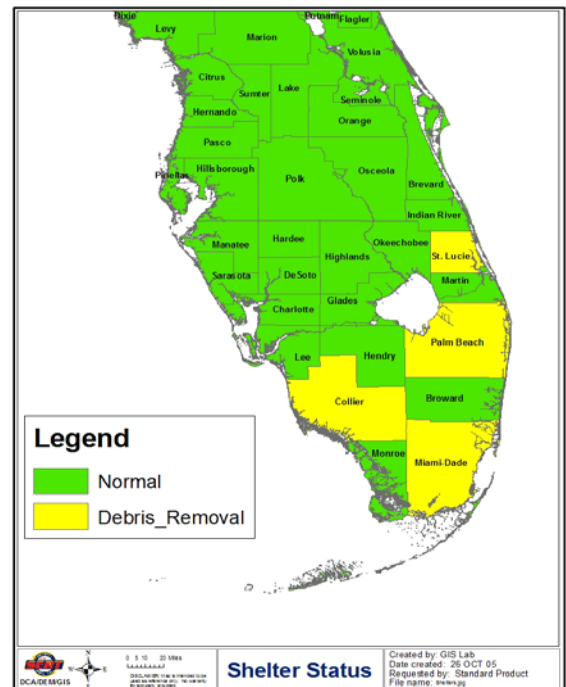 Dixie
Levy
Marion
Putnam
Flagler
Volusia
Citrus
Sumter
Lake
Seminole
Hernando
Orange
Pasco
Hillsborough
Pinellas
Polk
Osceola
Brevard
Indian River
Manatee
Hardee
Highlands
Okeechobee
St. Lucie
Sarasota
DeSoto
Martin
Charlotte
Glades
Palm Beach
Lee
Hendry
Collier
Broward
Monroe
Miami-Dade
Legend
Normal
Debris_Removal
SERT
DCA/DEM/GIS
N
W
E
S
0 5 10 20 Miles
Shelter Status
Created by: GIS Lab
Date created: 26 OCT 05
Requested by: Standard Product
File name: